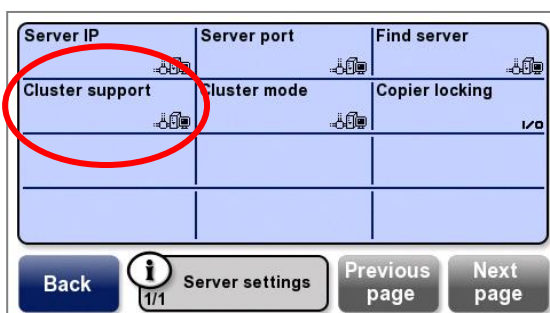 Server IP
Server port
Find server
Cluster support
Cluster mode
Copier locking
I/O
Back
i
1/1
Server settings
Previous
page
Next
page